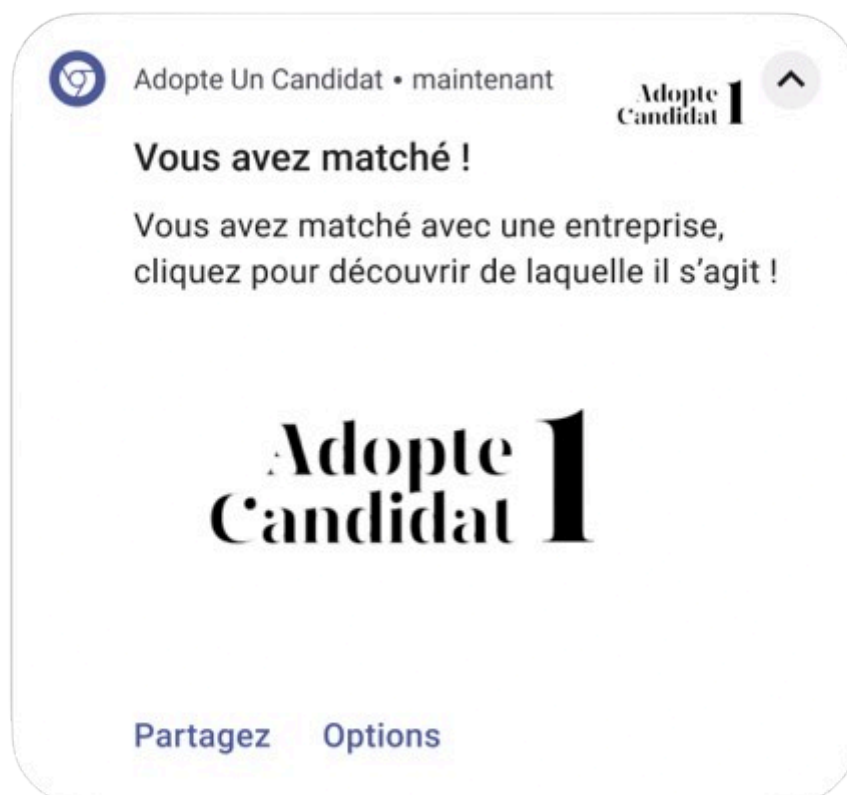 Adopte Un Candidat • maintenant
Adopte 1
Candidat
Vous avez matché !
Vous avez matché avec une entreprise,
cliquez pour découvrir de laquelle il s’agit !
Adopte 1
Candidat
Partagez Options